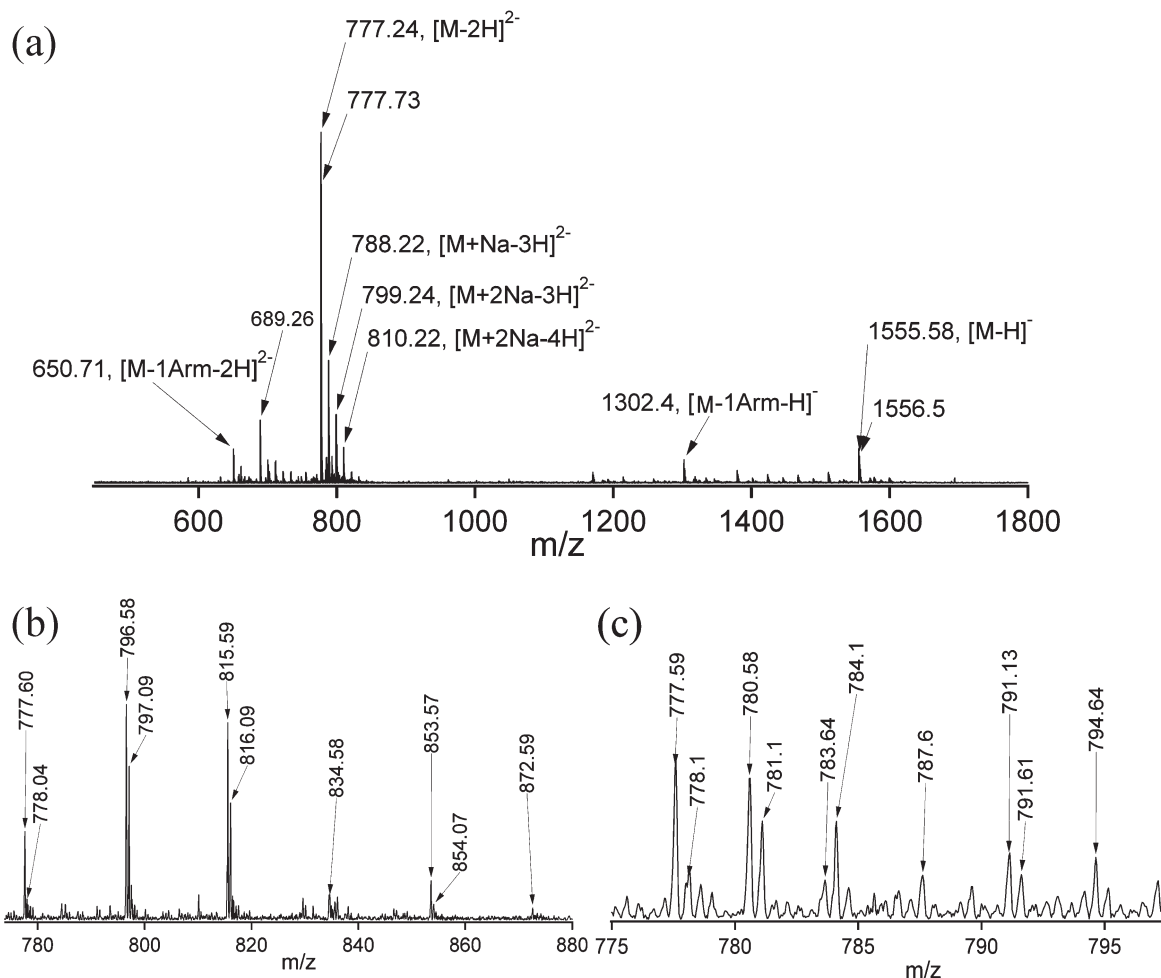 (a)
777.24, [M-2H]2-
777.73
788.22, [M+Na-3H]2-
799.24, [M+2Na-3H]2-
689.26
810.22, [M+2Na-4H]2-
650.71, [M-1Arm-2H]2-
1555.58, [M-H]-
1302.4, [M-1Arm-H]-
1556.5
600 800 1000 1200 1400 1600 1800
m/z
(b)
777.60
778.04
796.58
797.09
815.59
816.09
834.58
853.57
854.07
872.59
780 800 820 840 860 880
m/z
(c)
777.59
778.1
780.58
781.1
783.64
784.1
787.6
791.13
791.61
794.64
775 780 785 790 795
m/z